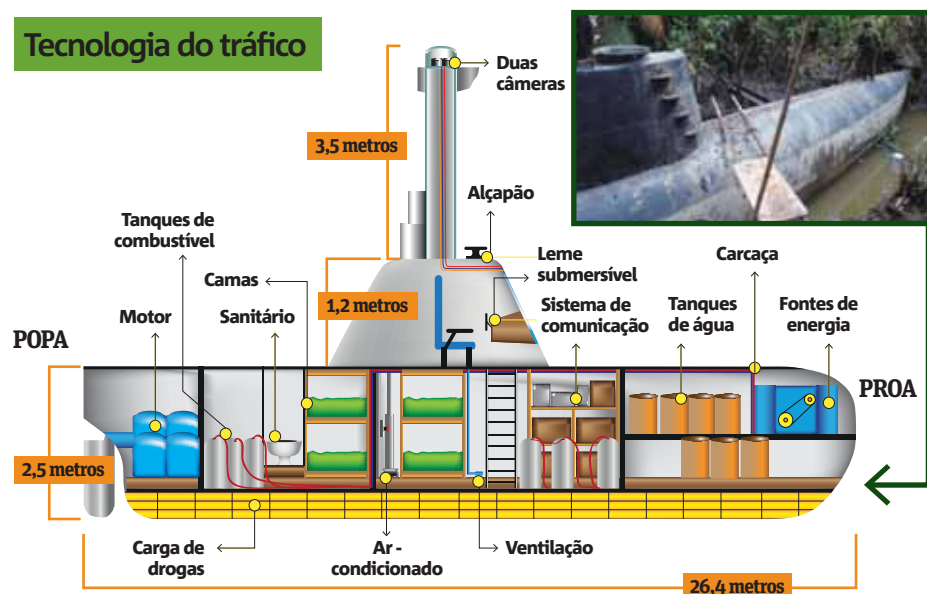 Tecnologia do tráfico
Duas
câmeras
3,5 metros
Alçapão
Tanques de
combustível
Leme
submersível
Carcaça
Camas
1,2 metros
Sistema de
comunicação
Tanques
de água
Fontes de
energia
Motor
Sanitário
POPA
PROA
2,5 metros
Carga de
drogas
Ar -
condicionado
Ventilação
26,4 metros